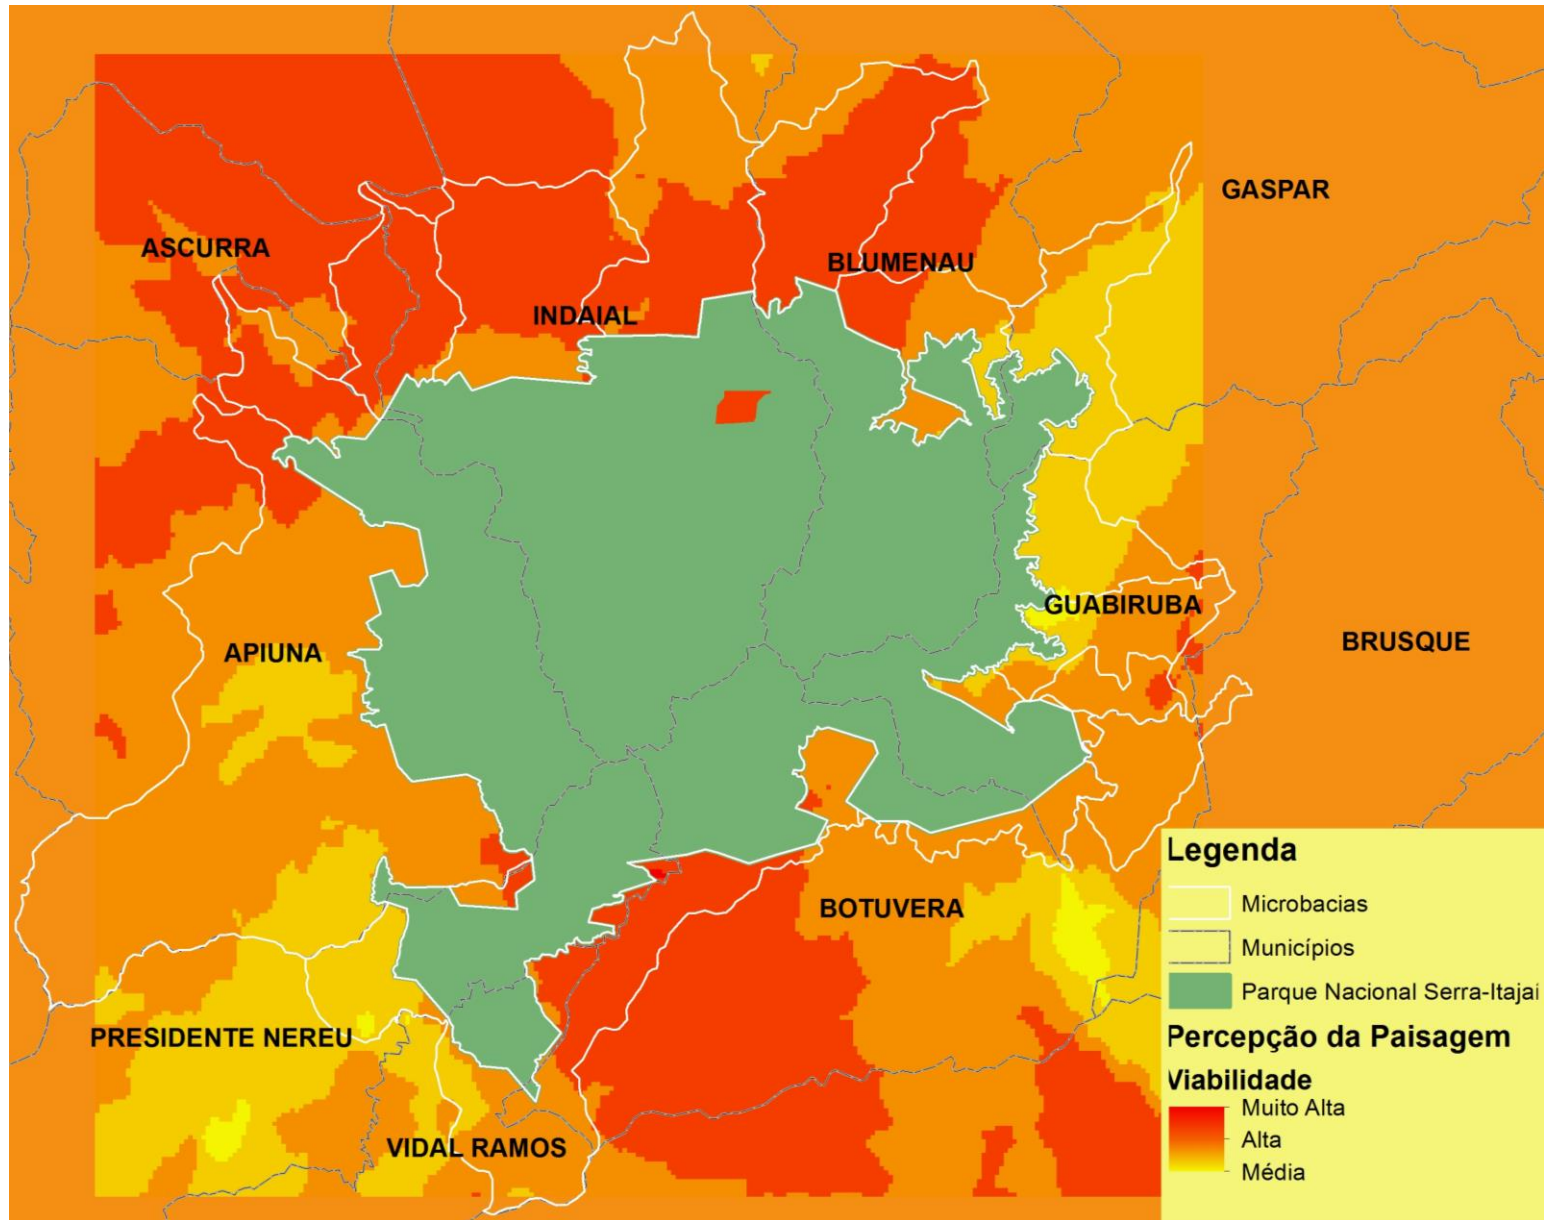 GASPAR
ASCURRA
BLUMENAU
INDAIAL
GUABIRUBA
BRUSQUE
APIUNA
BOTUVERA
PRESIDENTE NEREU
VIDAL RAMOS
Legenda
Microbacias
Municípios
Parque Nacional Serra-Itajai
Percepção da Paisagem
Viabilidade
Muito Alta
Alta
Média